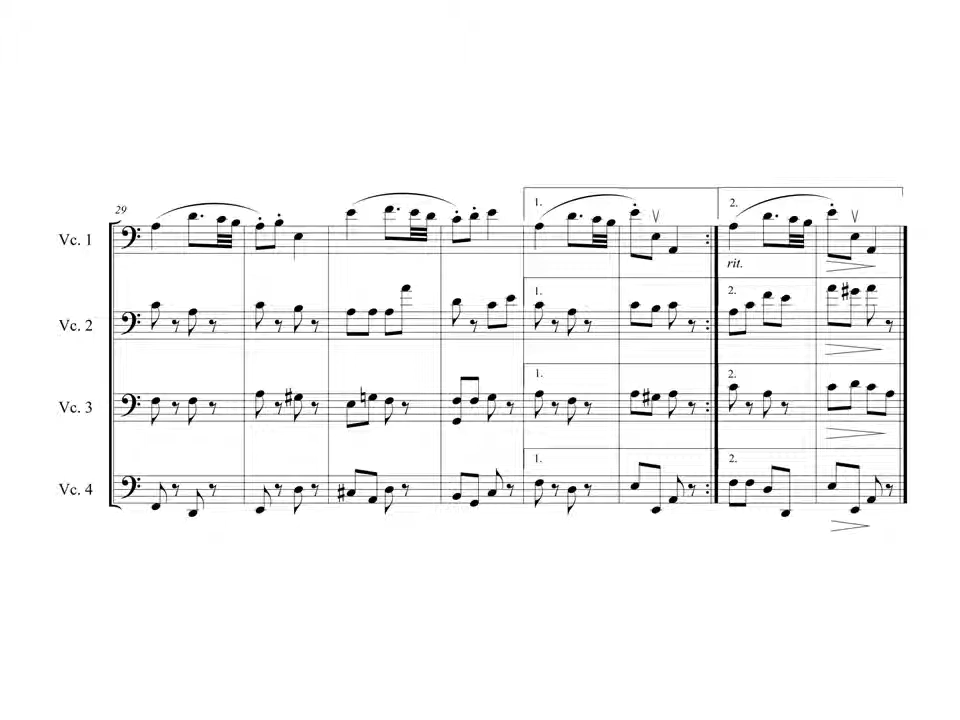 29
1. 2.
Vc. 1
rit.
1. 2.
Vc. 2
1. 2.
Vc. 3
1. 2.
Vc. 4